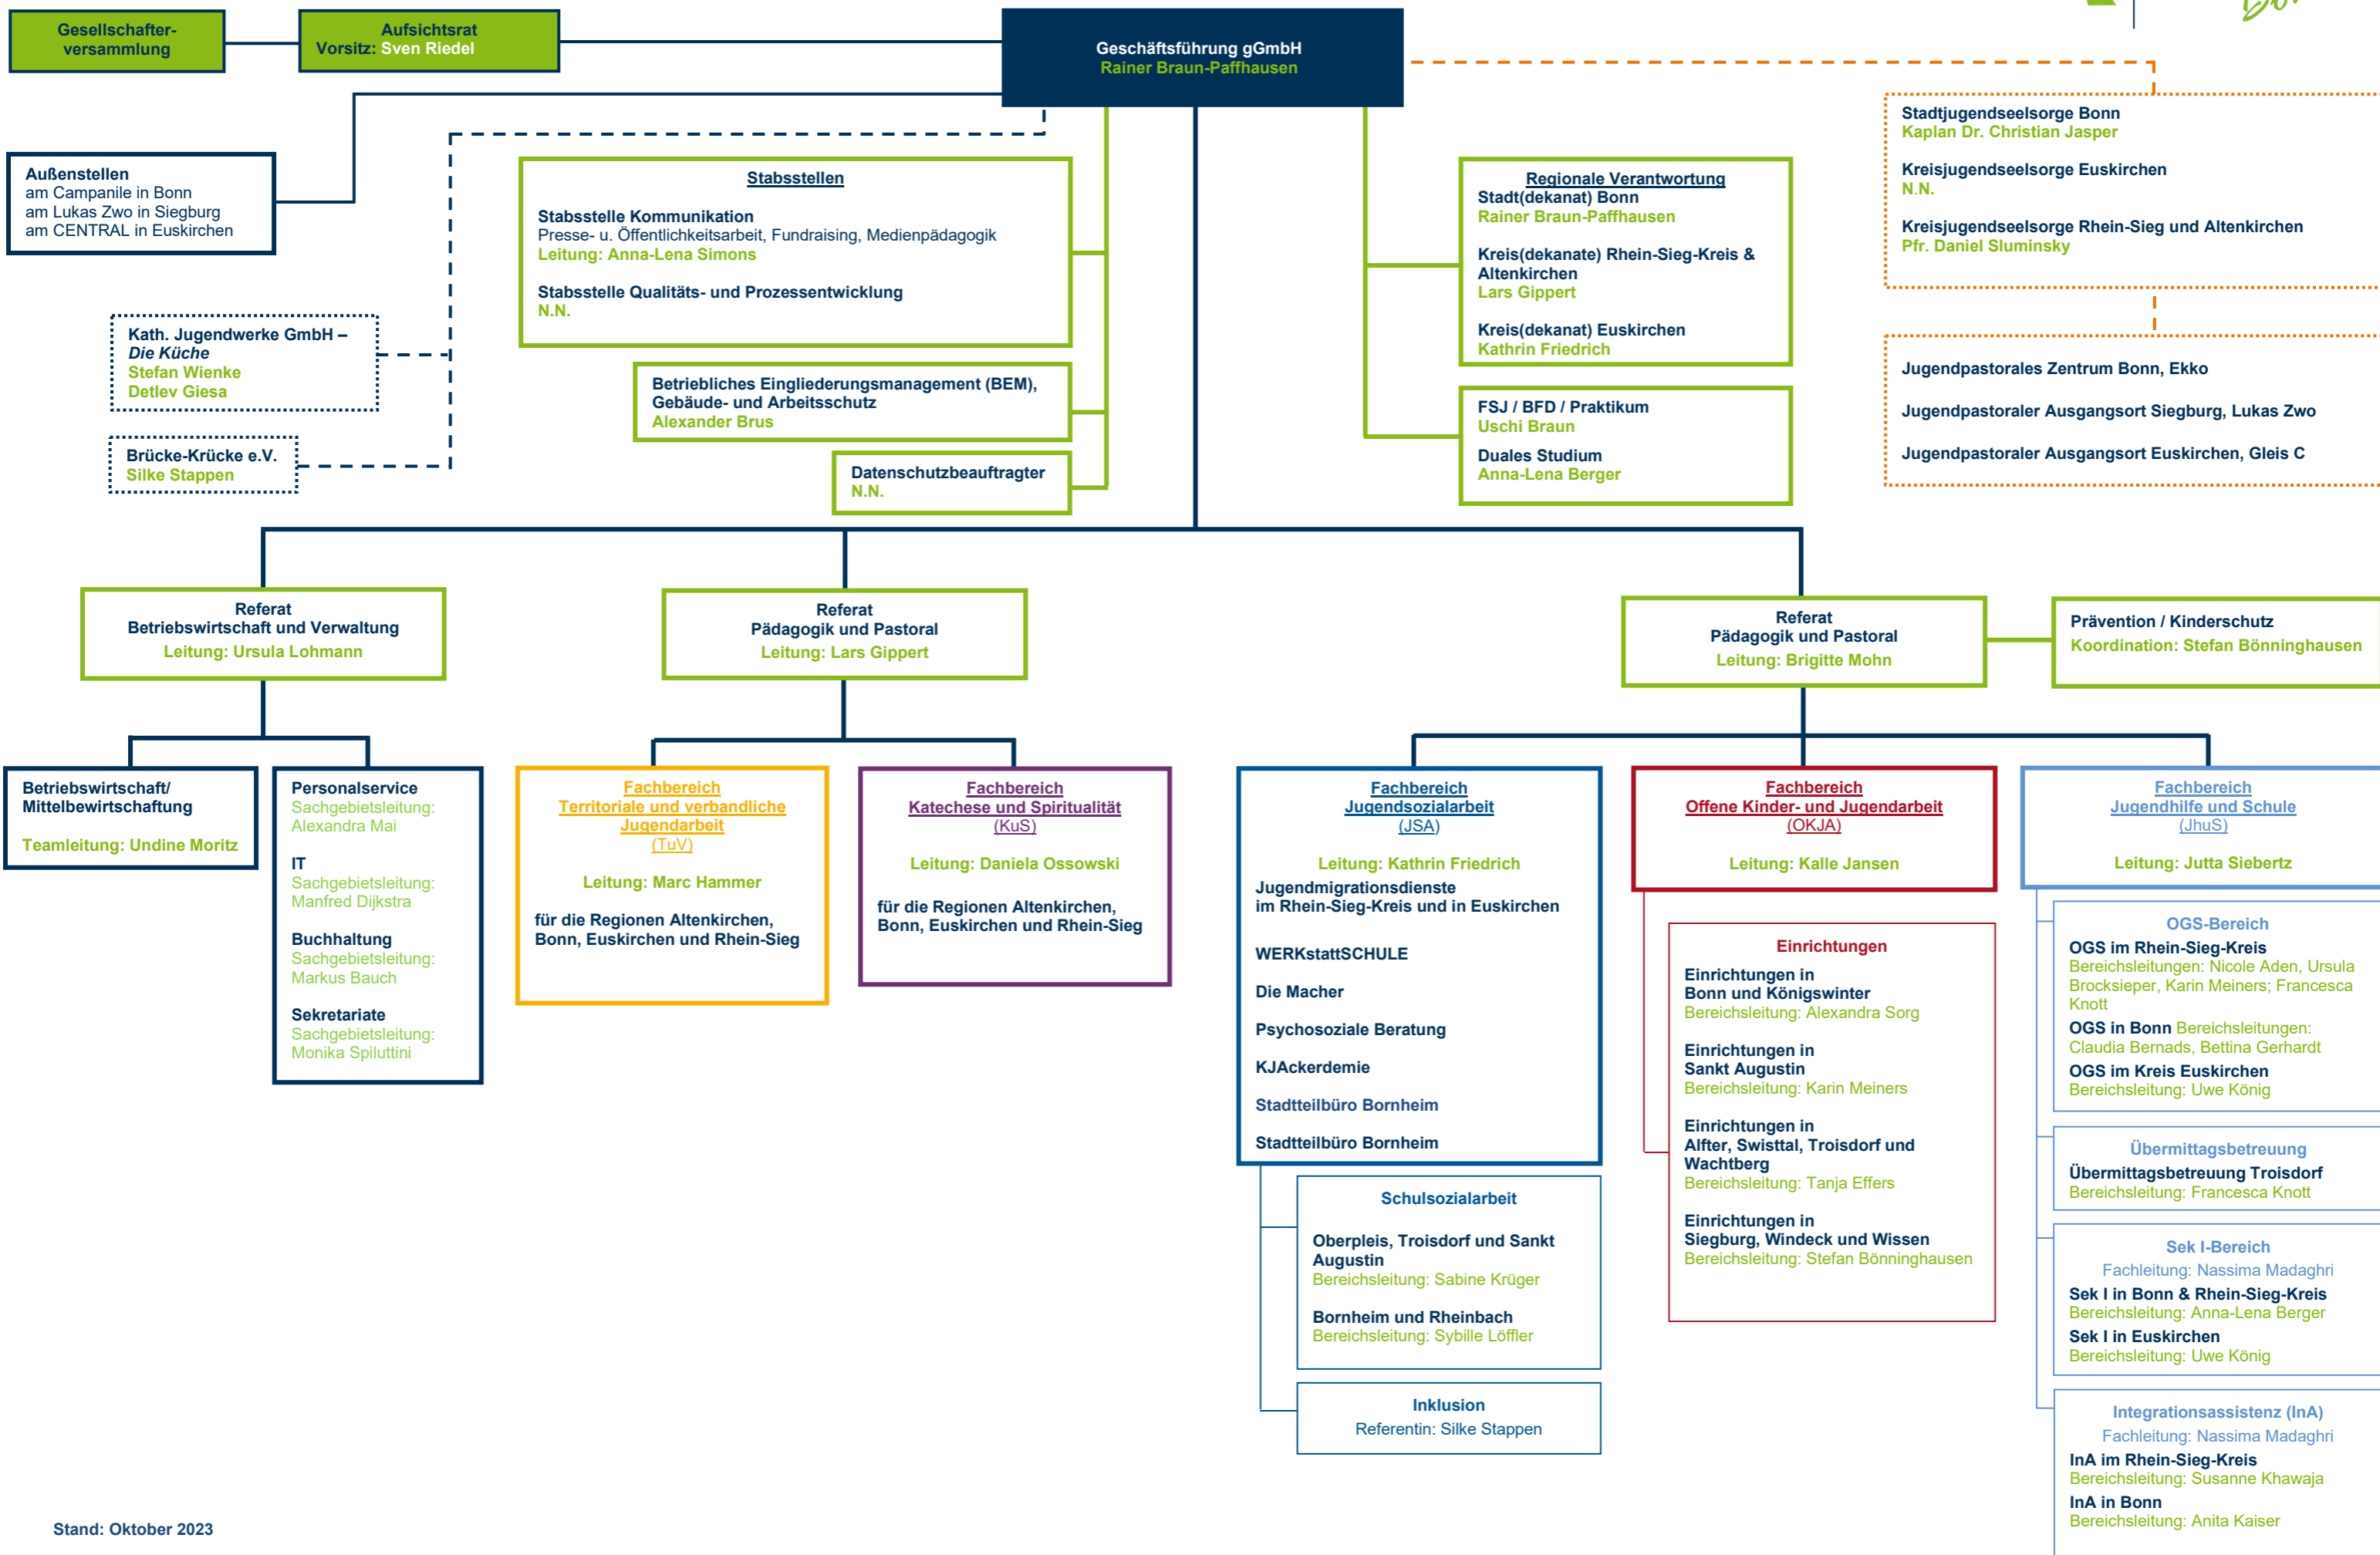 Gesellschafter-
versammlung
Aufsichtsrat
Vorsitz: Sven Riedel
Geschäftsführung gGmbH
Rainer Braun-Paffhausen
Außenstellen
am Campanile in Bonn
am Lukas Zwo in Siegburg
am CENTRAL in Euskirchen
Kath. Jugendwerke GmbH –
Die Küche
Stefan Wienke
Detlev Giesa
Brücke-Krücke e.V.
Silke Stappen
Stabsstellen
Stabsstelle Kommunikation
Presse- u. Öffentlichkeitsarbeit, Fundraising, Medienpädagogik
Leitung: Anna-Lena Simons
Stabsstelle Qualitäts- und Prozessentwicklung
N.N.
Betriebliches Eingliederungsmanagement (BEM),
Gebäude- und Arbeitsschutz
Alexander Brus
Datenschutzbeauftragter
N.N.
Regionale Verantwortung
Stadt(dekanat) Bonn
Rainer Braun-Paffhausen
Kreis(dekanate) Rhein-Sieg-Kreis &
Altenkirchen
Lars Gippert
Kreis(dekanat) Euskirchen
Kathrin Friedrich
FSJ / BFD / Praktikum
Uschi Braun
Duales Studium
Anna-Lena Berger
Stadtjugendseelsorge Bonn
Kaplan Dr. Christian Jasper
Kreisjugendseelsorge Euskirchen
N.N.
Kreisjugendseelsorge Rhein-Sieg und Altenkirchen
Pfr. Daniel Sluminsky
Jugendpastorales Zentrum Bonn, Ekko
Jugendpastoraler Ausgangsort Siegburg, Lukas Zwo
Jugendpastoraler Ausgangsort Euskirchen, Gleis C
Referat
Betriebswirtschaft und Verwaltung
Leitung: Ursula Lohmann
Referat
Pädagogik und Pastoral
Leitung: Lars Gippert
Referat
Pädagogik und Pastoral
Leitung: Brigitte Mohn
Prävention / Kinderschutz
Koordination: Stefan Bönninghausen
Betriebswirtschaft/
Mittelbewirtschaftung
Teamleitung: Undine Moritz
Personalservice
Sachgebietsleitung:
Alexandra Mai
IT
Sachgebietsleitung:
Manfred Dijkstra
Buchhaltung
Sachgebietsleitung:
Markus Bauch
Sekretariate
Sachgebietsleitung:
Monika Spiluttini
Fachbereich
Territoriale und verbandliche
Jugendarbeit
(TuV)
Leitung: Marc Hammer
für die Regionen Altenkirchen,
Bonn, Euskirchen und Rhein-Sieg
Fachbereich
Katechese und Spiritualität
(KuS)
Leitung: Daniela Ossowski
für die Regionen Altenkirchen,
Bonn, Euskirchen und Rhein-Sieg
Fachbereich
Jugendsozialarbeit
(JSA)
Leitung: Kathrin Friedrich
Jugendmigrationsdienste
im Rhein-Sieg-Kreis und in Euskirchen
WERKstattSCHULE
Die Macher
Psychosoziale Beratung
KJAckerdemie
Stadtteilbüro Bornheim
Stadtteilbüro Bornheim
Schulsozialarbeit
Oberpleis, Troisdorf und Sankt
Augustin
Bereichsleitung: Sabine Krüger
Bornheim und Rheinbach
Bereichsleitung: Sybille Löffler
Inklusion
Referentin: Silke Stappen
Fachbereich
Offene Kinder- und Jugendarbeit
(OKJA)
Leitung: Kalle Jansen
Einrichtungen
Einrichtungen in
Bonn und Königswinter
Bereichsleitung: Alexandra Sorg
Einrichtungen in
Sankt Augustin
Bereichsleitung: Karin Meiners
Einrichtungen in
Alfter, Swisttal, Troisdorf und
Wachtberg
Bereichsleitung: Tanja Effers
Einrichtungen in
Siegburg, Windeck und Wissen
Bereichsleitung: Stefan Bönninghausen
Fachbereich
Jugendhilfe und Schule
(JhuS)
Leitung: Jutta Siebertz
OGS-Bereich
OGS im Rhein-Sieg-Kreis
Bereichsleitungen: Nicole Aden, Ursula
Brocksieper, Karin Meiners; Francesca
Knott
OGS in Bonn Bereichsleitungen:
Claudia Bernads, Bettina Gerhardt
OGS im Kreis Euskirchen
Bereichsleitung: Uwe König
Übermittagsbetreuung
Übermittagsbetreuung Troisdorf
Bereichsleitung: Francesca Knott
Sek I-Bereich
Fachleitung: Nassima Madaghri
Sek I in Bonn & Rhein-Sieg-Kreis
Bereichsleitung: Anna-Lena Berger
Sek I in Euskirchen
Bereichsleitung: Uwe König
Integrationsassistenz (InA)
Fachleitung: Nassima Madaghri
InA im Rhein-Sieg-Kreis
Bereichsleitung: Susanne Khawaja
InA in Bonn
Bereichsleitung: Anita Kaiser
Stand: Oktober 2023